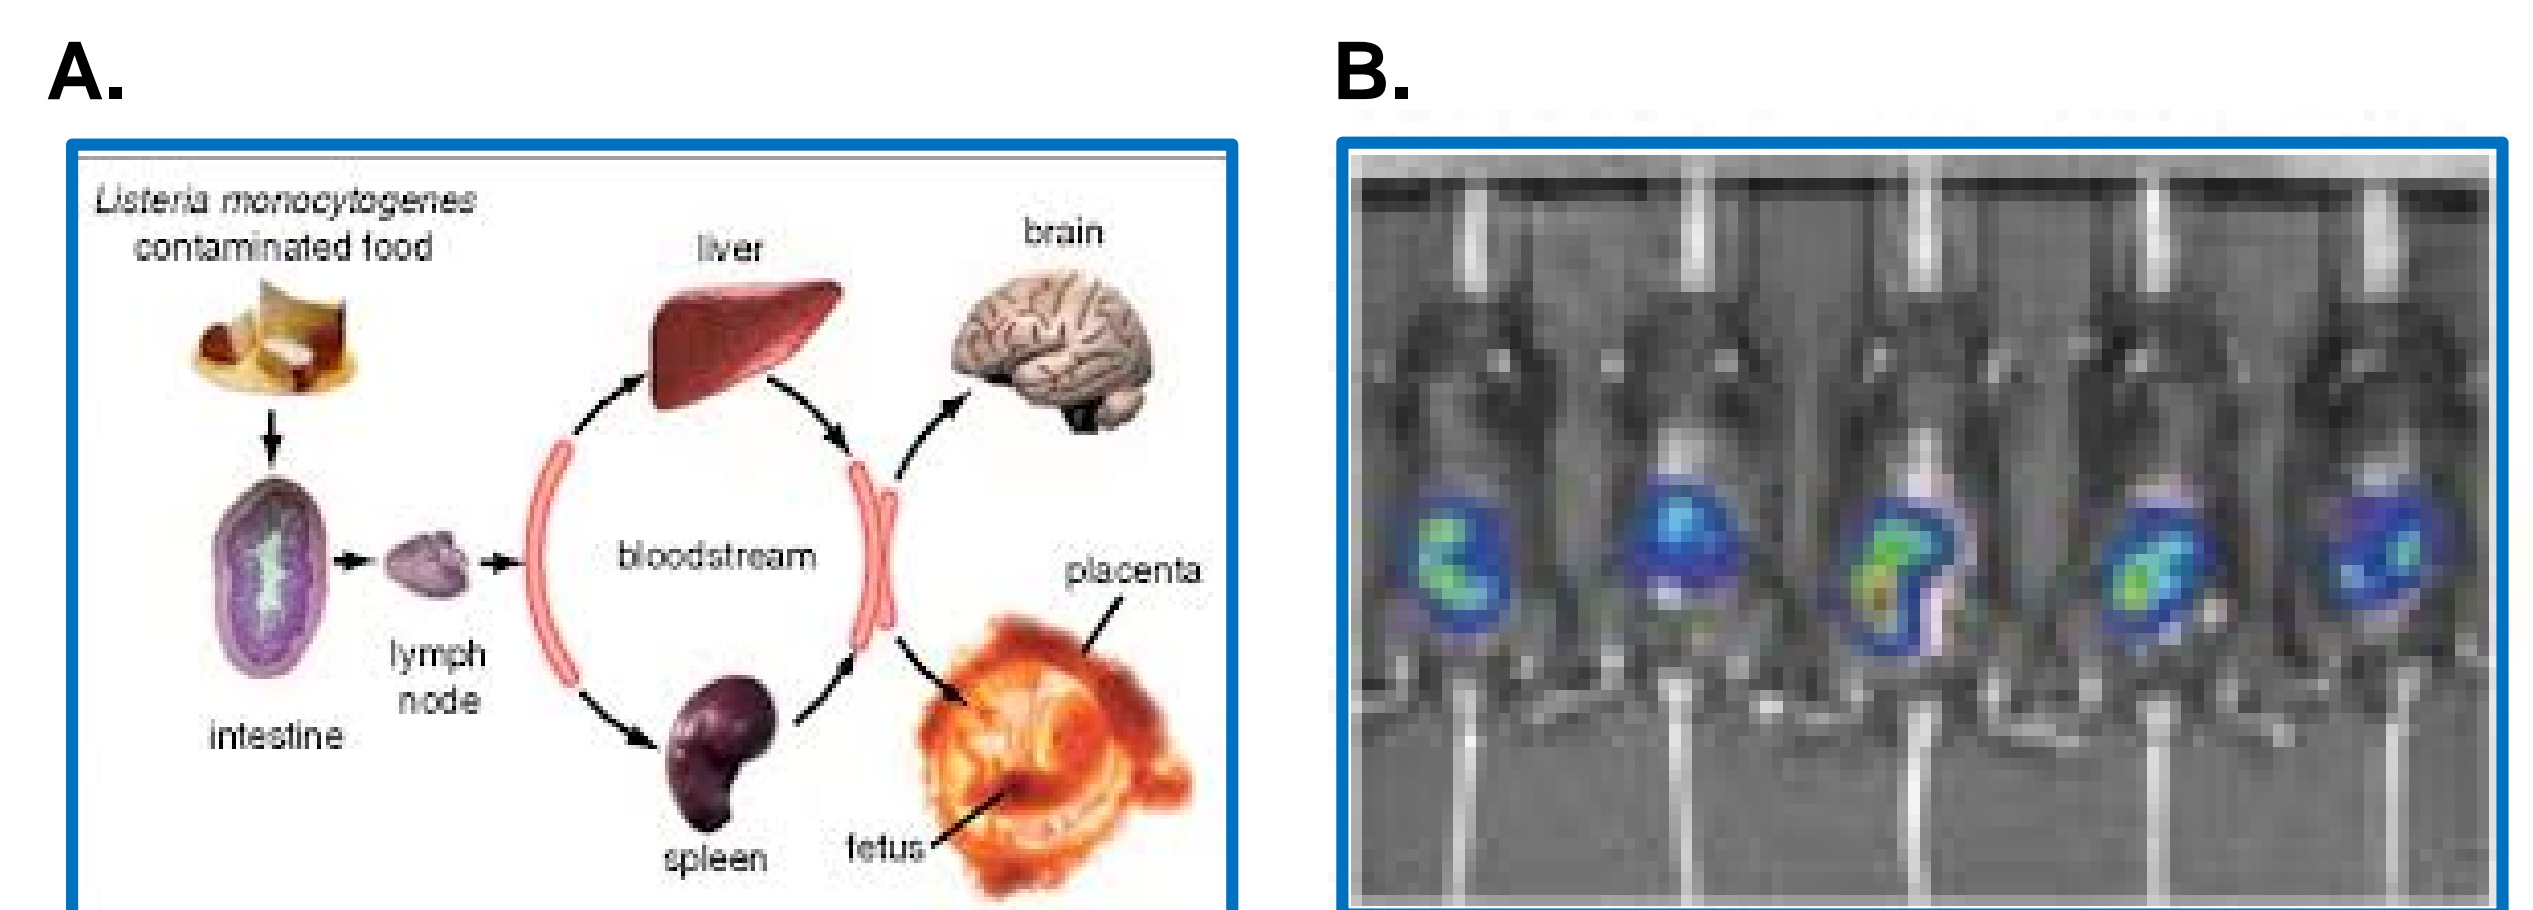 A.
B.
Listeria monocytogenes
contaminated food
liver
brain
bloodstream
placenta
lymph
node
intestine
spleen
fetus